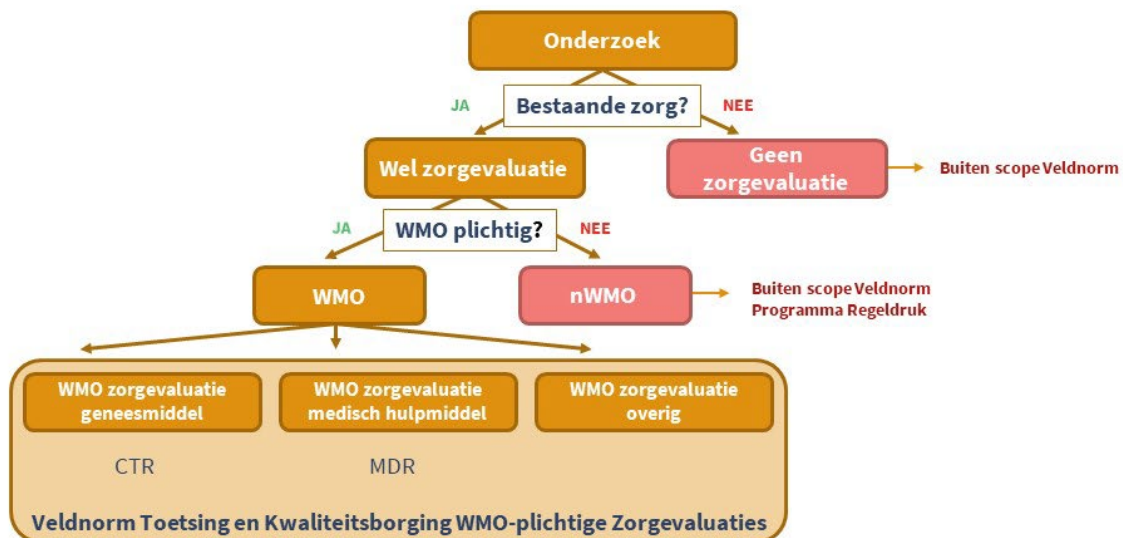 Onderzoek
JA
Bestaande zorg?
NEE
Wel zorgevaluatie
Geen
zorgevaluatie
Buiten scope Veldnorm
JA
WMO plichtig?
NEE
WMO
nWMO
Buiten scope Veldnorm
Programma Regeldruk
WMO zorgevaluatie
geneesmiddel
WMO zorgevaluatie
medisch hulpmiddel
WMO zorgevaluatie
overig
CTR
MDR
Veldnorm Toetsing en Kwaliteitsborging WMO-plichtige Zorgevaluaties